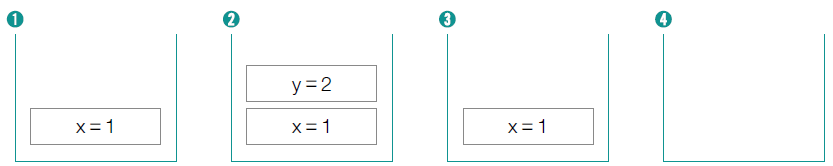 ❶
x = 1
❷
y = 2
x = 1
❸
x = 1
❹